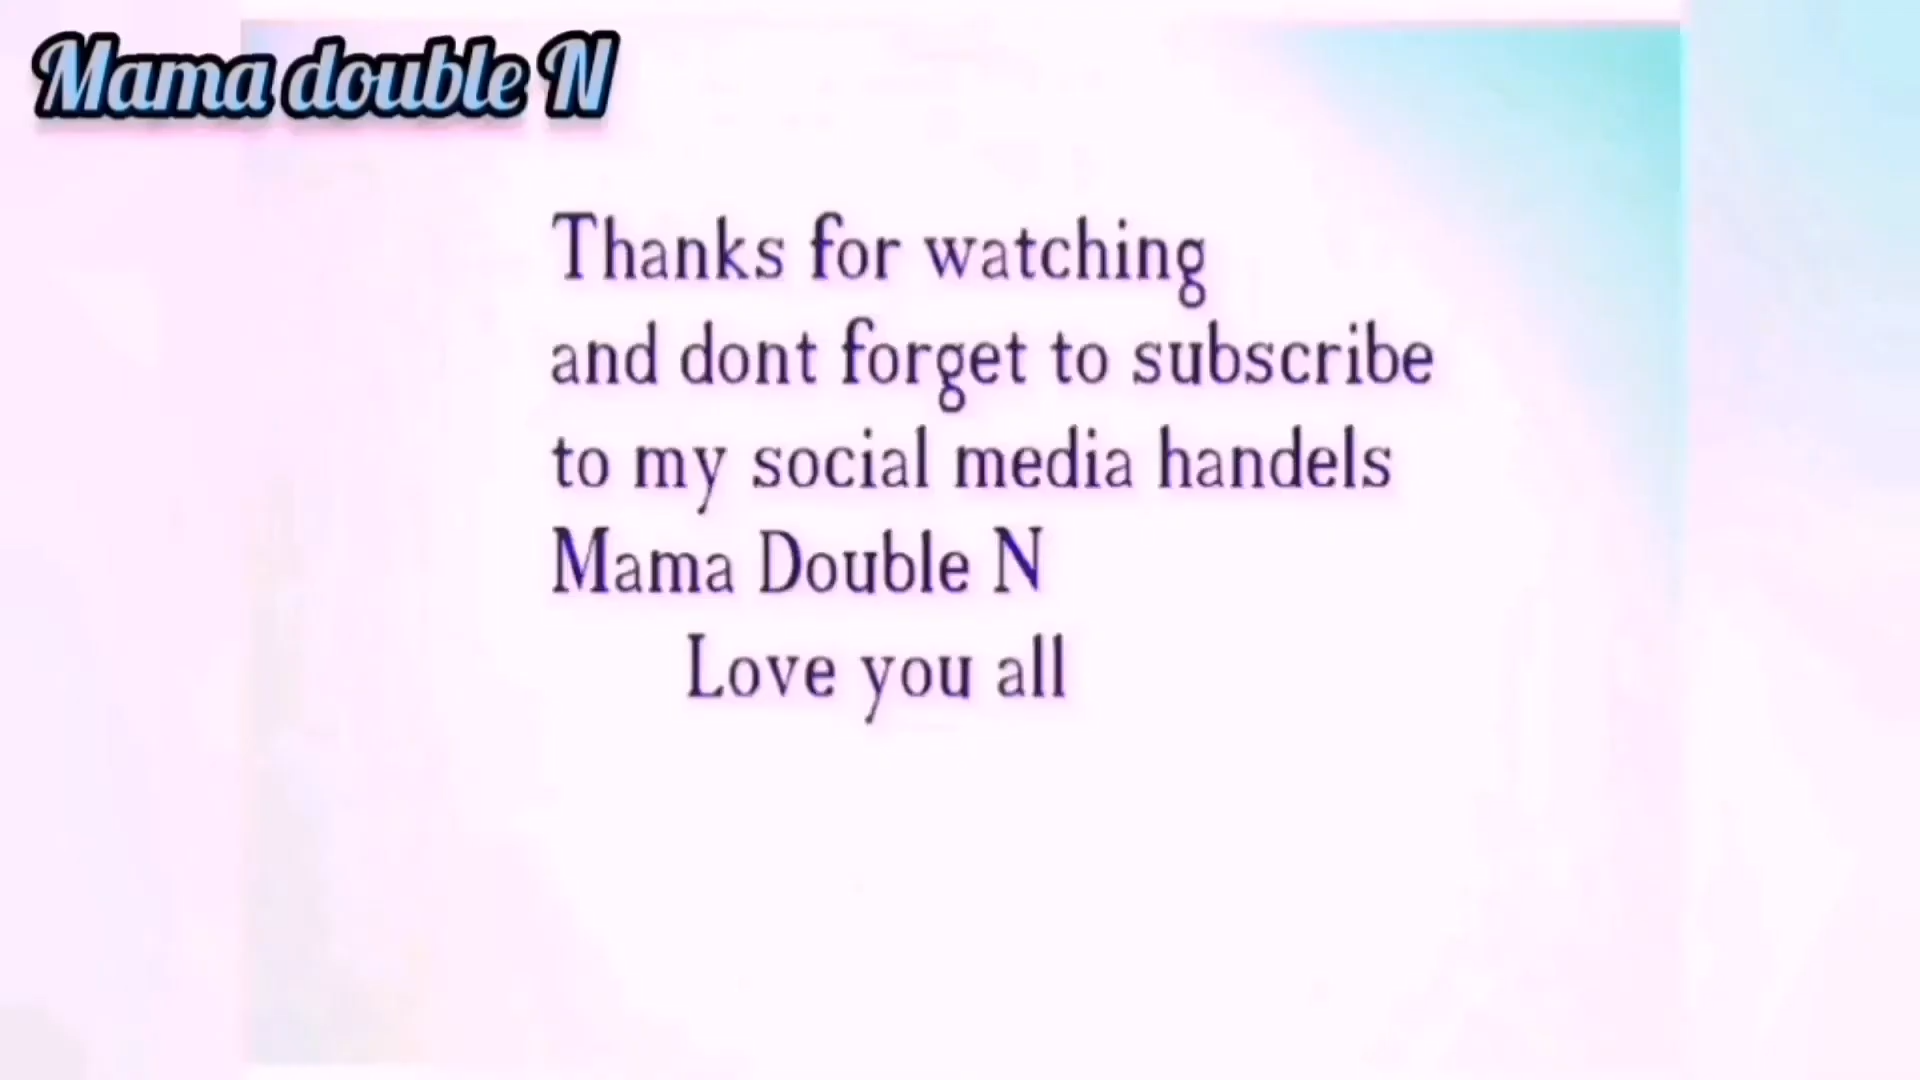 Mama double N
Thanks for watching
and dont forget to subscribe
to my social media handels
Mama Double N
Love you all